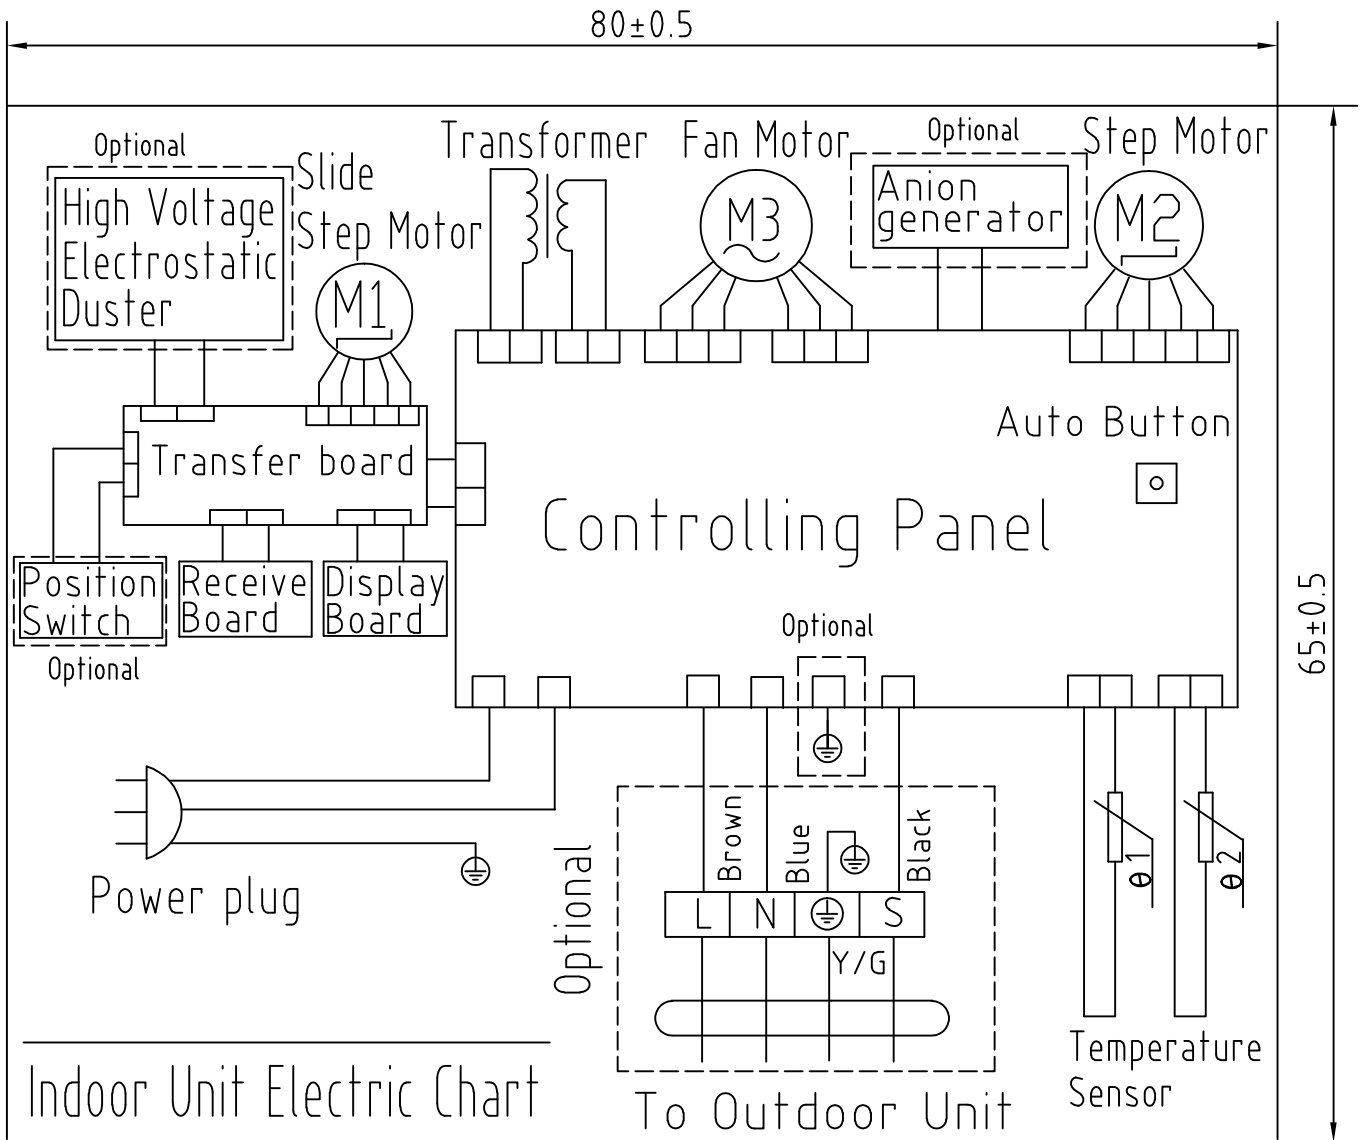 80±0.5
Optional
High Voltage
Electrostatic
Duster
Slide
Step Motor
M1
Transformer
Fan Motor
M3
Optional
Anion
generator
Step Motor
M2
Transfer board
Auto Button
Controlling Panel
Position
Switch
Optional
Receive
Board
Display
Board
Optional
65±0.5
Power plug
Optional
Brown
Blue
Black
L N S
Y/G
θ1
θ2
Temperature
Sensor
Indoor Unit Electric Chart
To Outdoor Unit